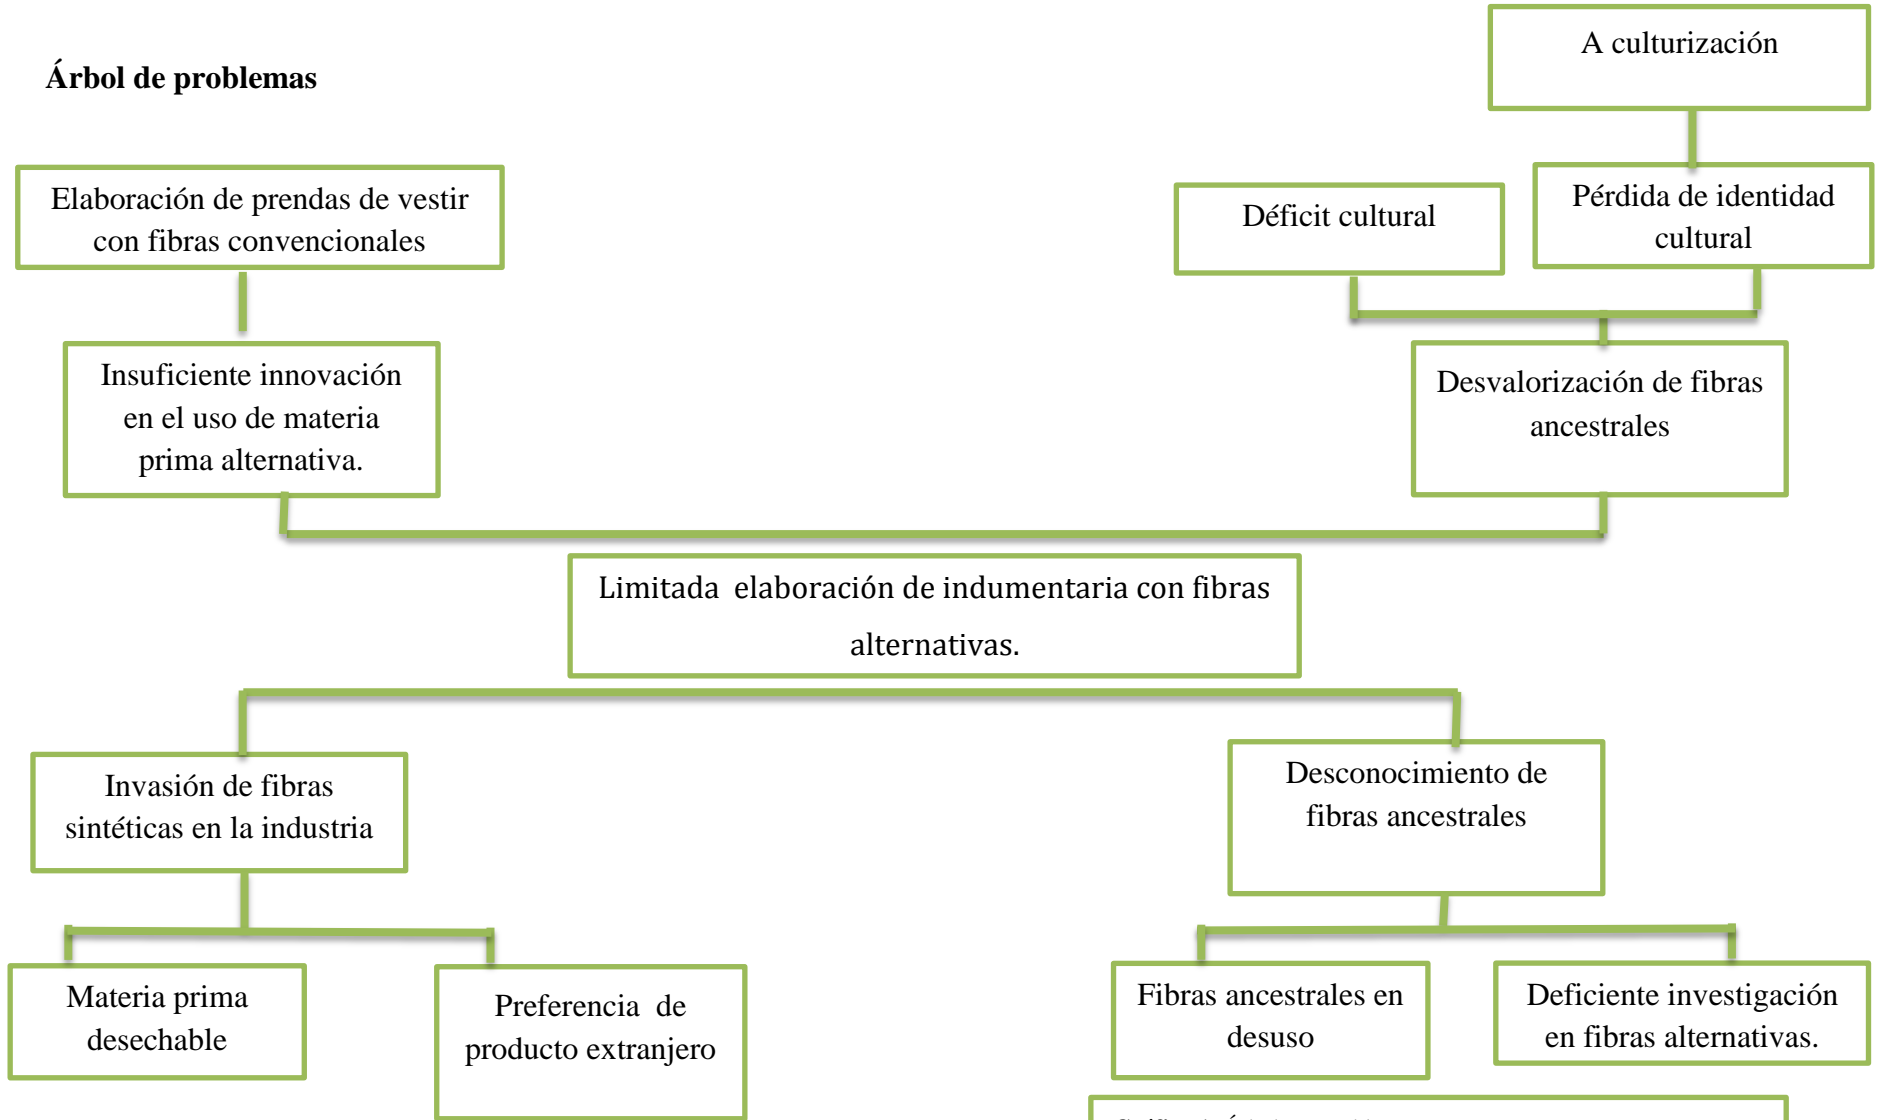 A culturización
Árbol de problemas
Elaboración de prendas de vestir
con fibras convencionales
Déficit cultural
Pérdida de identidad
cultural
Insuficiente innovación
en el uso de materia
prima alternativa.
Desvalorización de fibras
ancestrales
Limitada elaboración de indumentaria con fibras
alternativas.
Invasión de fibras
sintéticas en la industria
Desconocimiento de
fibras ancestrales
Materia prima
desechable
Preferencia de
producto extranjero
Fibras ancestrales en
desuso
Deficiente investigación
en fibras alternativas.